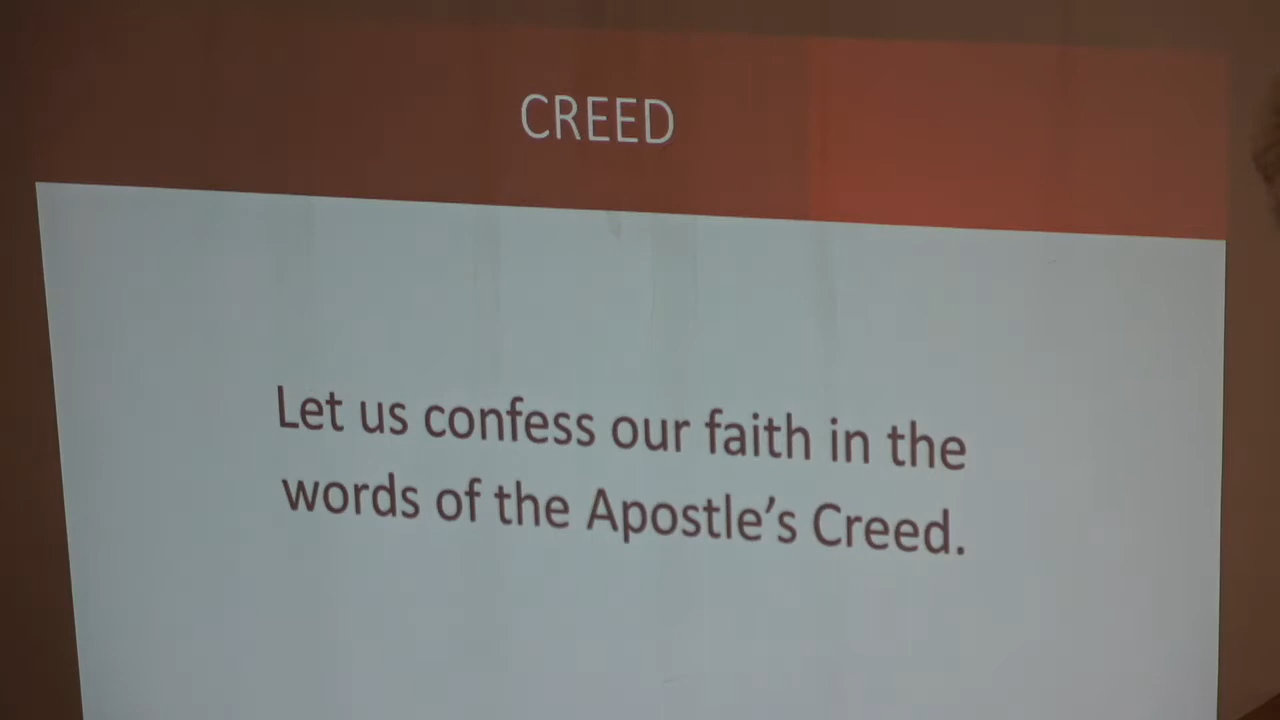 CREED
Let us confess our faith in the
words of the Apostle’s Creed.